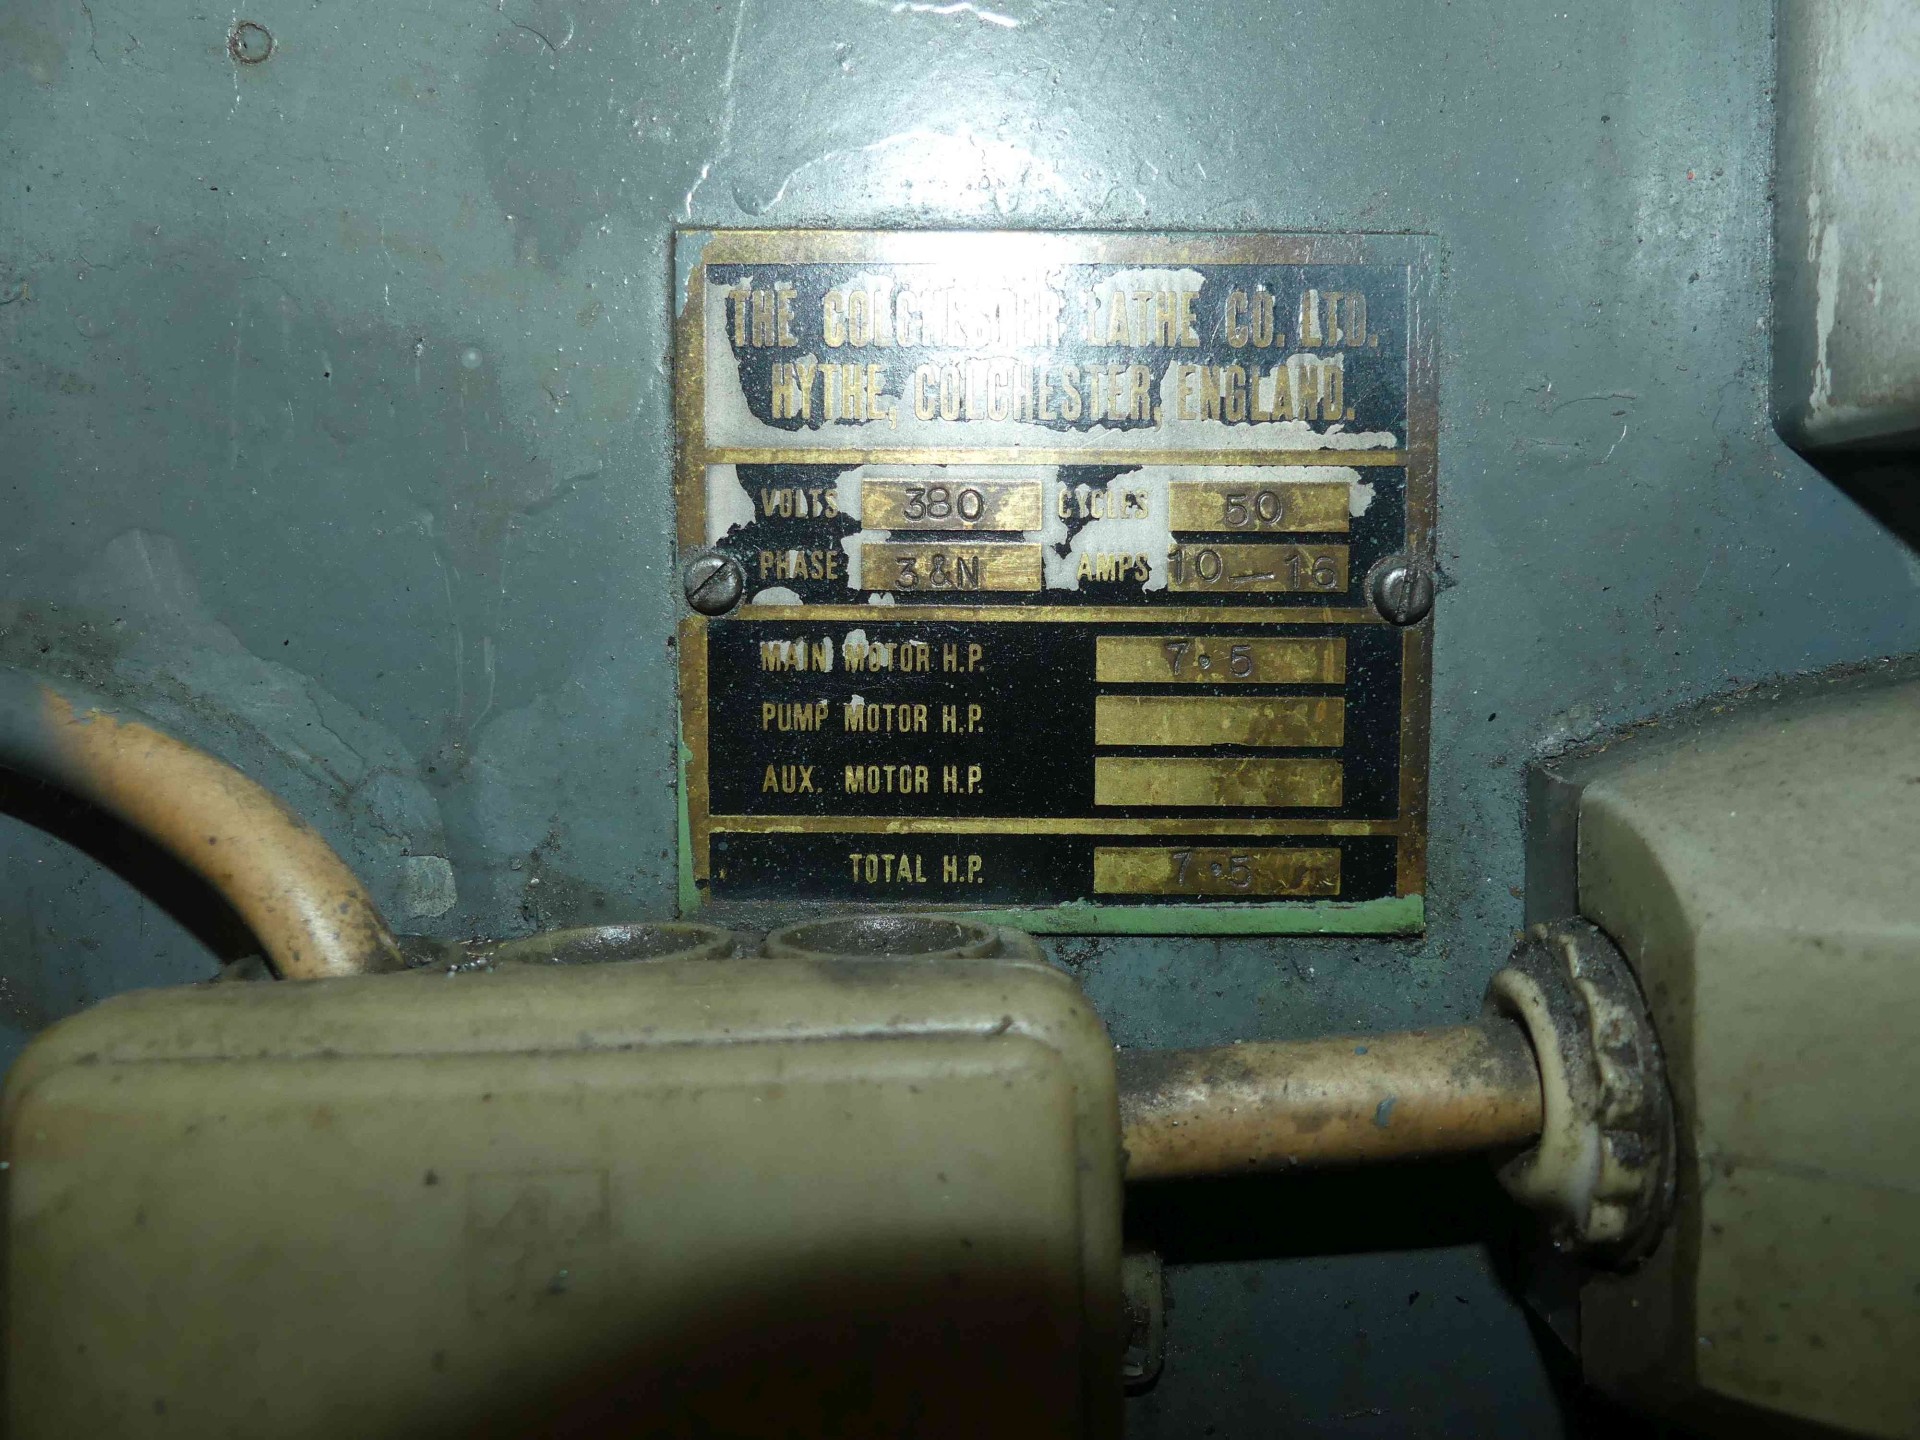 THE COLCHESTER LATHE CO. LTD.
HYTHE, COLCHESTER, ENGLAND.
VOLTS 380 CYCLES 50
PHASE 3&N AMPS 10-16
MAIN MOTOR H.P. 7.5
PUMP MOTOR H.P.
AUX. MOTOR H.P.
TOTAL H.P. 7.5